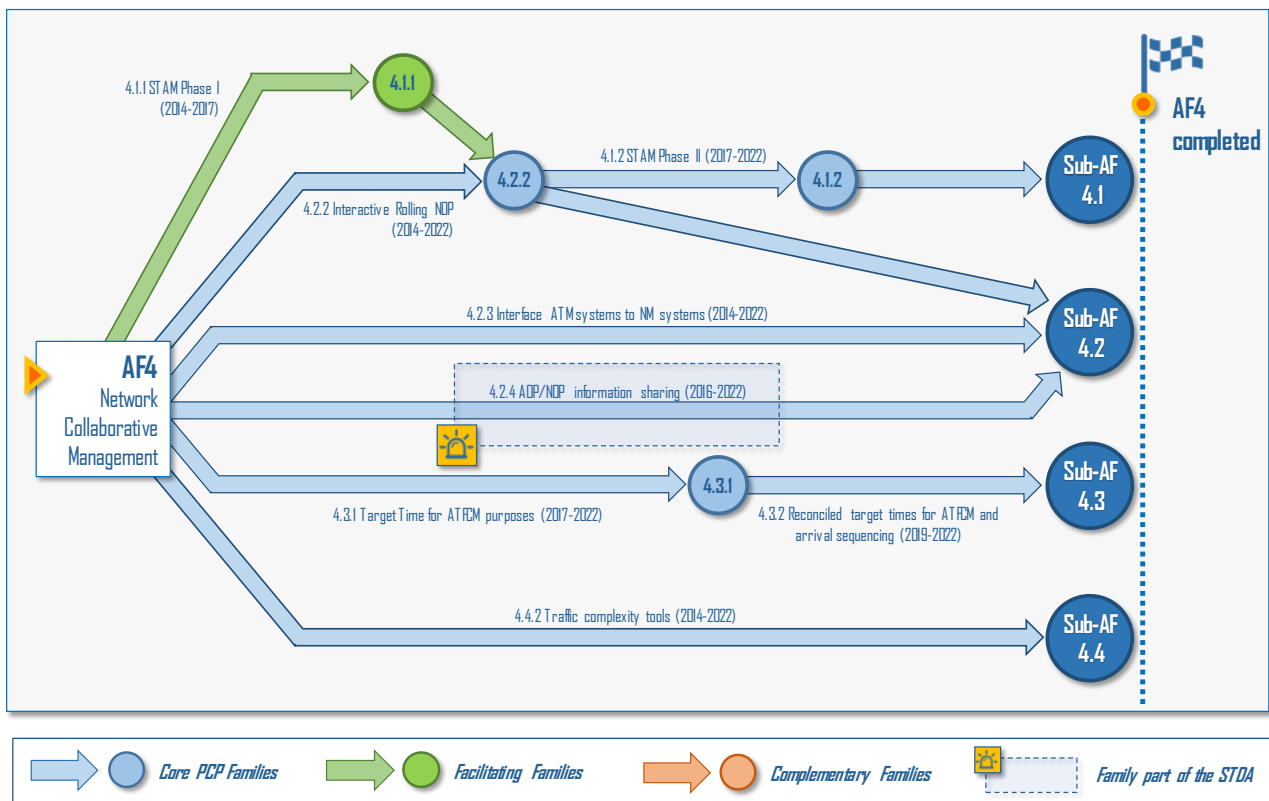 4.1.1 STAM Phase I
(2014-2017)
4.1.1
AF4
completed
4.1.2 STAM Phase II (2017-2022)
4.2.2
4.1.2
Sub-AF
4.1
4.2.2 Interactive Rolling NOP
(2014-2022)
4.2.3 Interface ATM systems to NM systems (2014-2022)
Sub-AF
4.2
AF4
Network
Collaborative
Management
4.2.4 AOP/NOP information sharing (2016-2022)
4.3.1
Sub-AF
4.3
4.3.1 Target Time for ATFCM purposes (2017-2022)
4.3.2 Reconciled target times for ATFCM and
arrival sequencing (2019-2022)
4.4.2 Traffic complexity tools (2014-2022)
Sub-AF
4.4
Core PCP Families
Facilitating Families
Complementary Families
Family part of the STDA